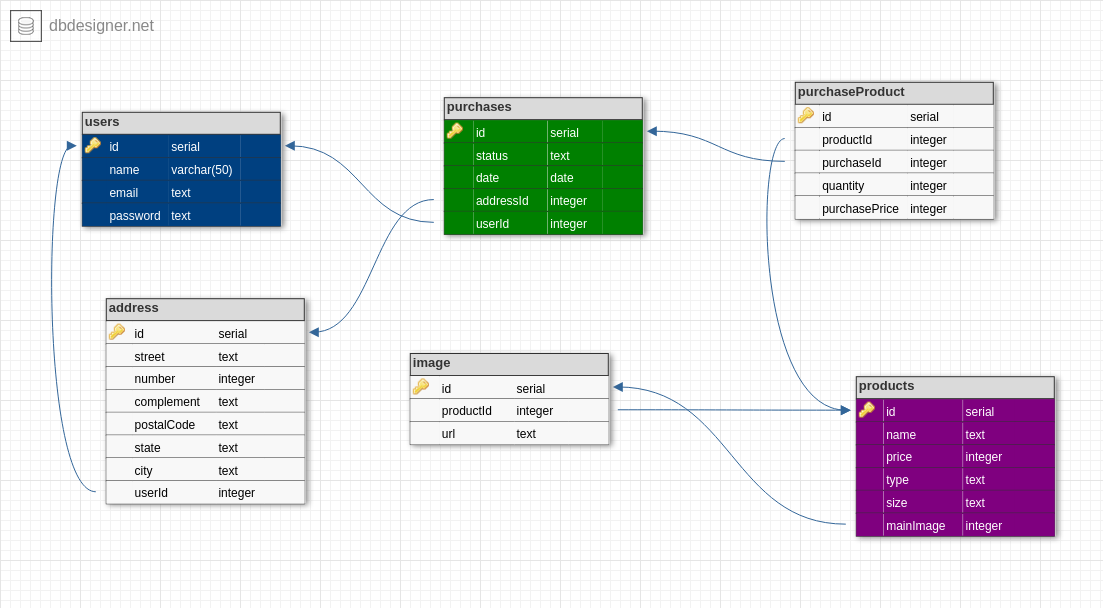 dbdesigner.net
users
id serial
name varchar(50)
email text
password text
purchases
id serial
status text
date date
addressId integer
userId integer
purchaseProduct
id serial
productId integer
purchaseId integer
quantity integer
purchasePrice integer
address
id serial
street text
number integer
complement text
postalCode text
state text
city text
userId integer
image
id serial
productId integer
url text
products
id serial
name text
price integer
type text
size text
mainImage integer